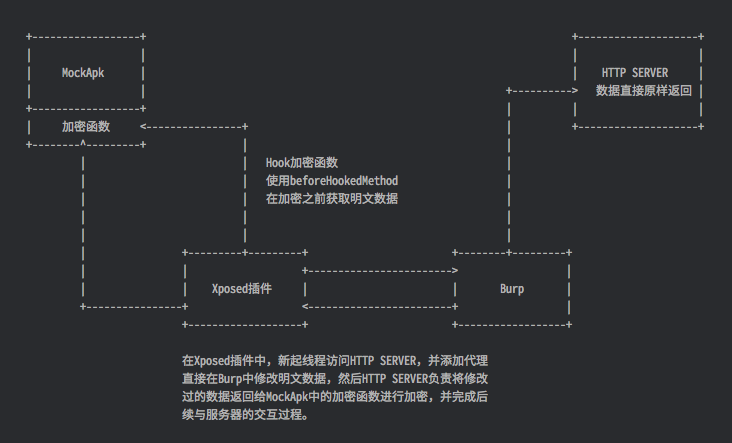 MockApk
HTTP SERVER
数据直接原样返回
加密函数
Hook加密函数
使用beforeHookedMethod
在加密之前获取明文数据
Xposed插件
Burp
在Xposed插件中，新起线程访问HTTP SERVER，并添加代理
直接在Burp中修改明文数据，然后HTTP SERVER负责将修改
过的数据返回给MockApk中的加密函数进行加密，并完成后
续与服务器的交互过程。